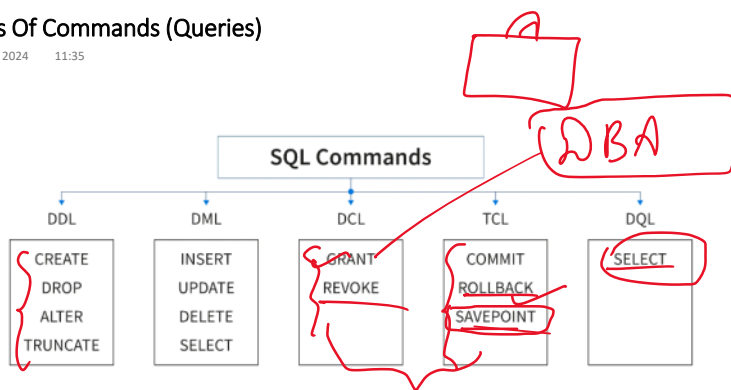 s Of Commands (Queries)
2024 11:35
DBA
SQL Commands
DDL DML DCL TCL DQL
CREATE INSERT GRANT COMMIT SELECT
DROP UPDATE REVOKE ROLLBACK
ALTER DELETE SAVEPOINT
TRUNCATE SELECT